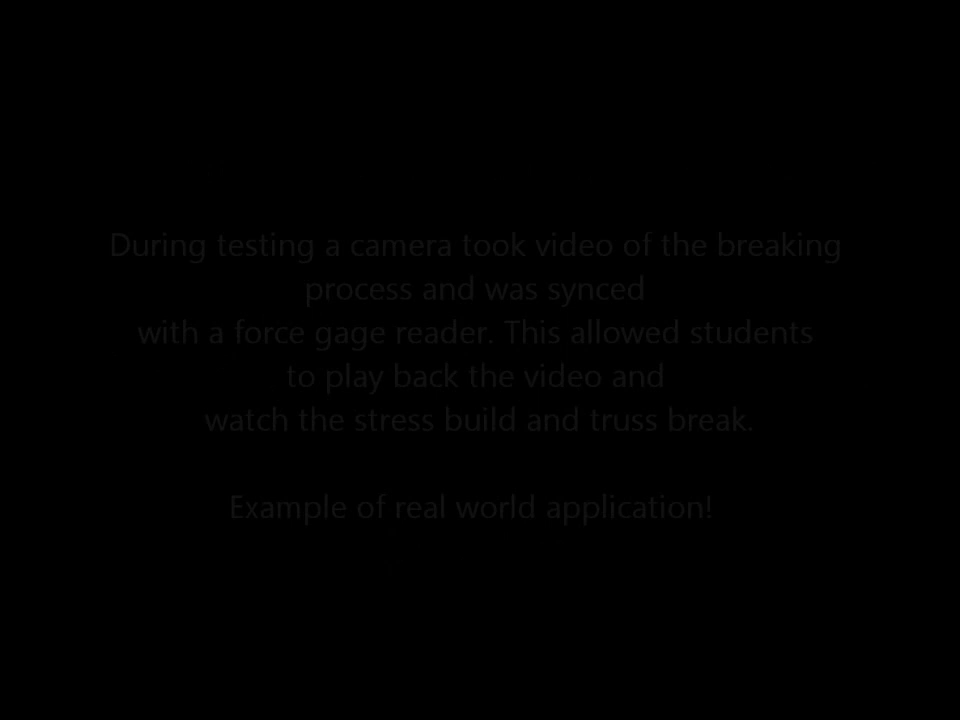 During testing a camera took video of the breaking
process and was synced
with a force gage reader. This allowed students
to play back the video and
watch the stress build and truss break.
Example of real world application!